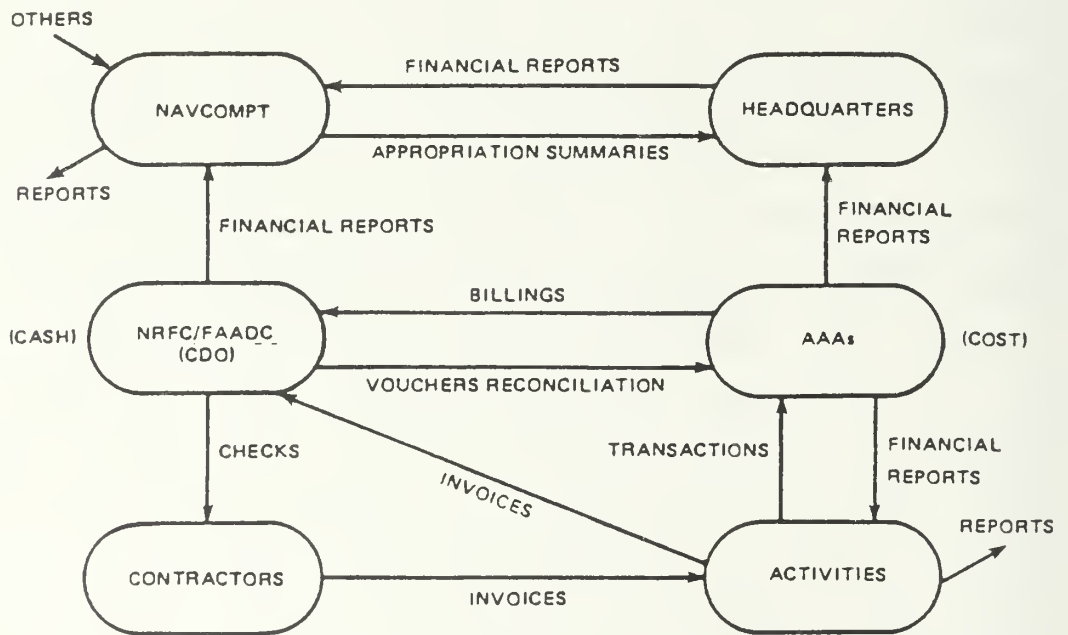 OTHERS
FINANCIAL REPORTS
NAVCOMPT
HEADQUARTERS
APPROPRIATION SUMMARIES
REPORTS
FINANCIAL REPORTS
FINANCIAL
REPORTS
BILLINGS
(CASH)
NRFC/FAADC
(CDO)
AAAs
(COST)
VOUCHERS RECONCILIATION
CHECKS
TRANSACTIONS
FINANCIAL
REPORTS
INVOICES
REPORTS
CONTRACTORS
ACTIVITIES
INVOICES